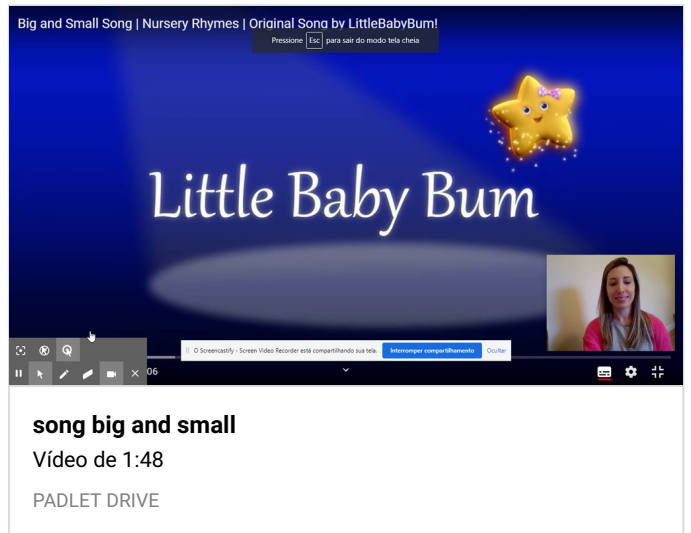 Big and Small Song | Nursery Rhymes | Original Song by LittleBabyBum!
Pressione Esc para sair do modo tela cheia
Little Baby Bum
O Screencastify - Screen Video Recorder está compartilhando sua tela. Interromper compartilhamento Ocultar
06
song big and small
Vídeo de 1:48
PADLET DRIVE